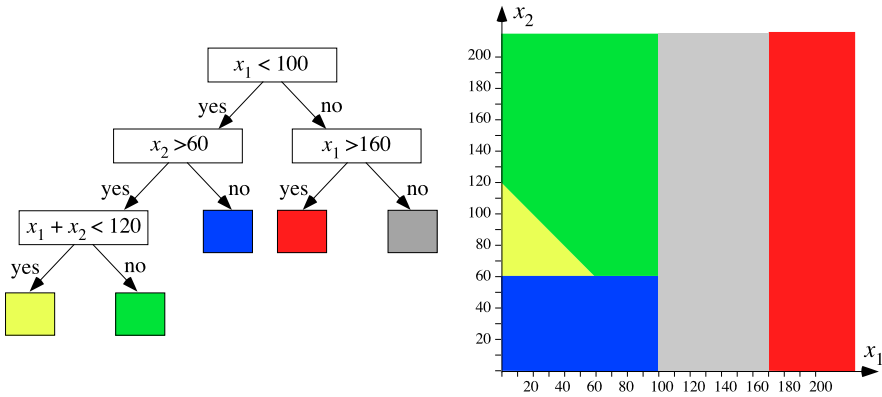 x₁ < 100
yes
no
x₂ >60
x₁ >160
yes
no
yes
no
x₁ + x₂ < 120
yes
no
x₂
200
180
160
140
120
100
80
60
40
20
x₁
20 40 60 80 100 120 140 160 180 200